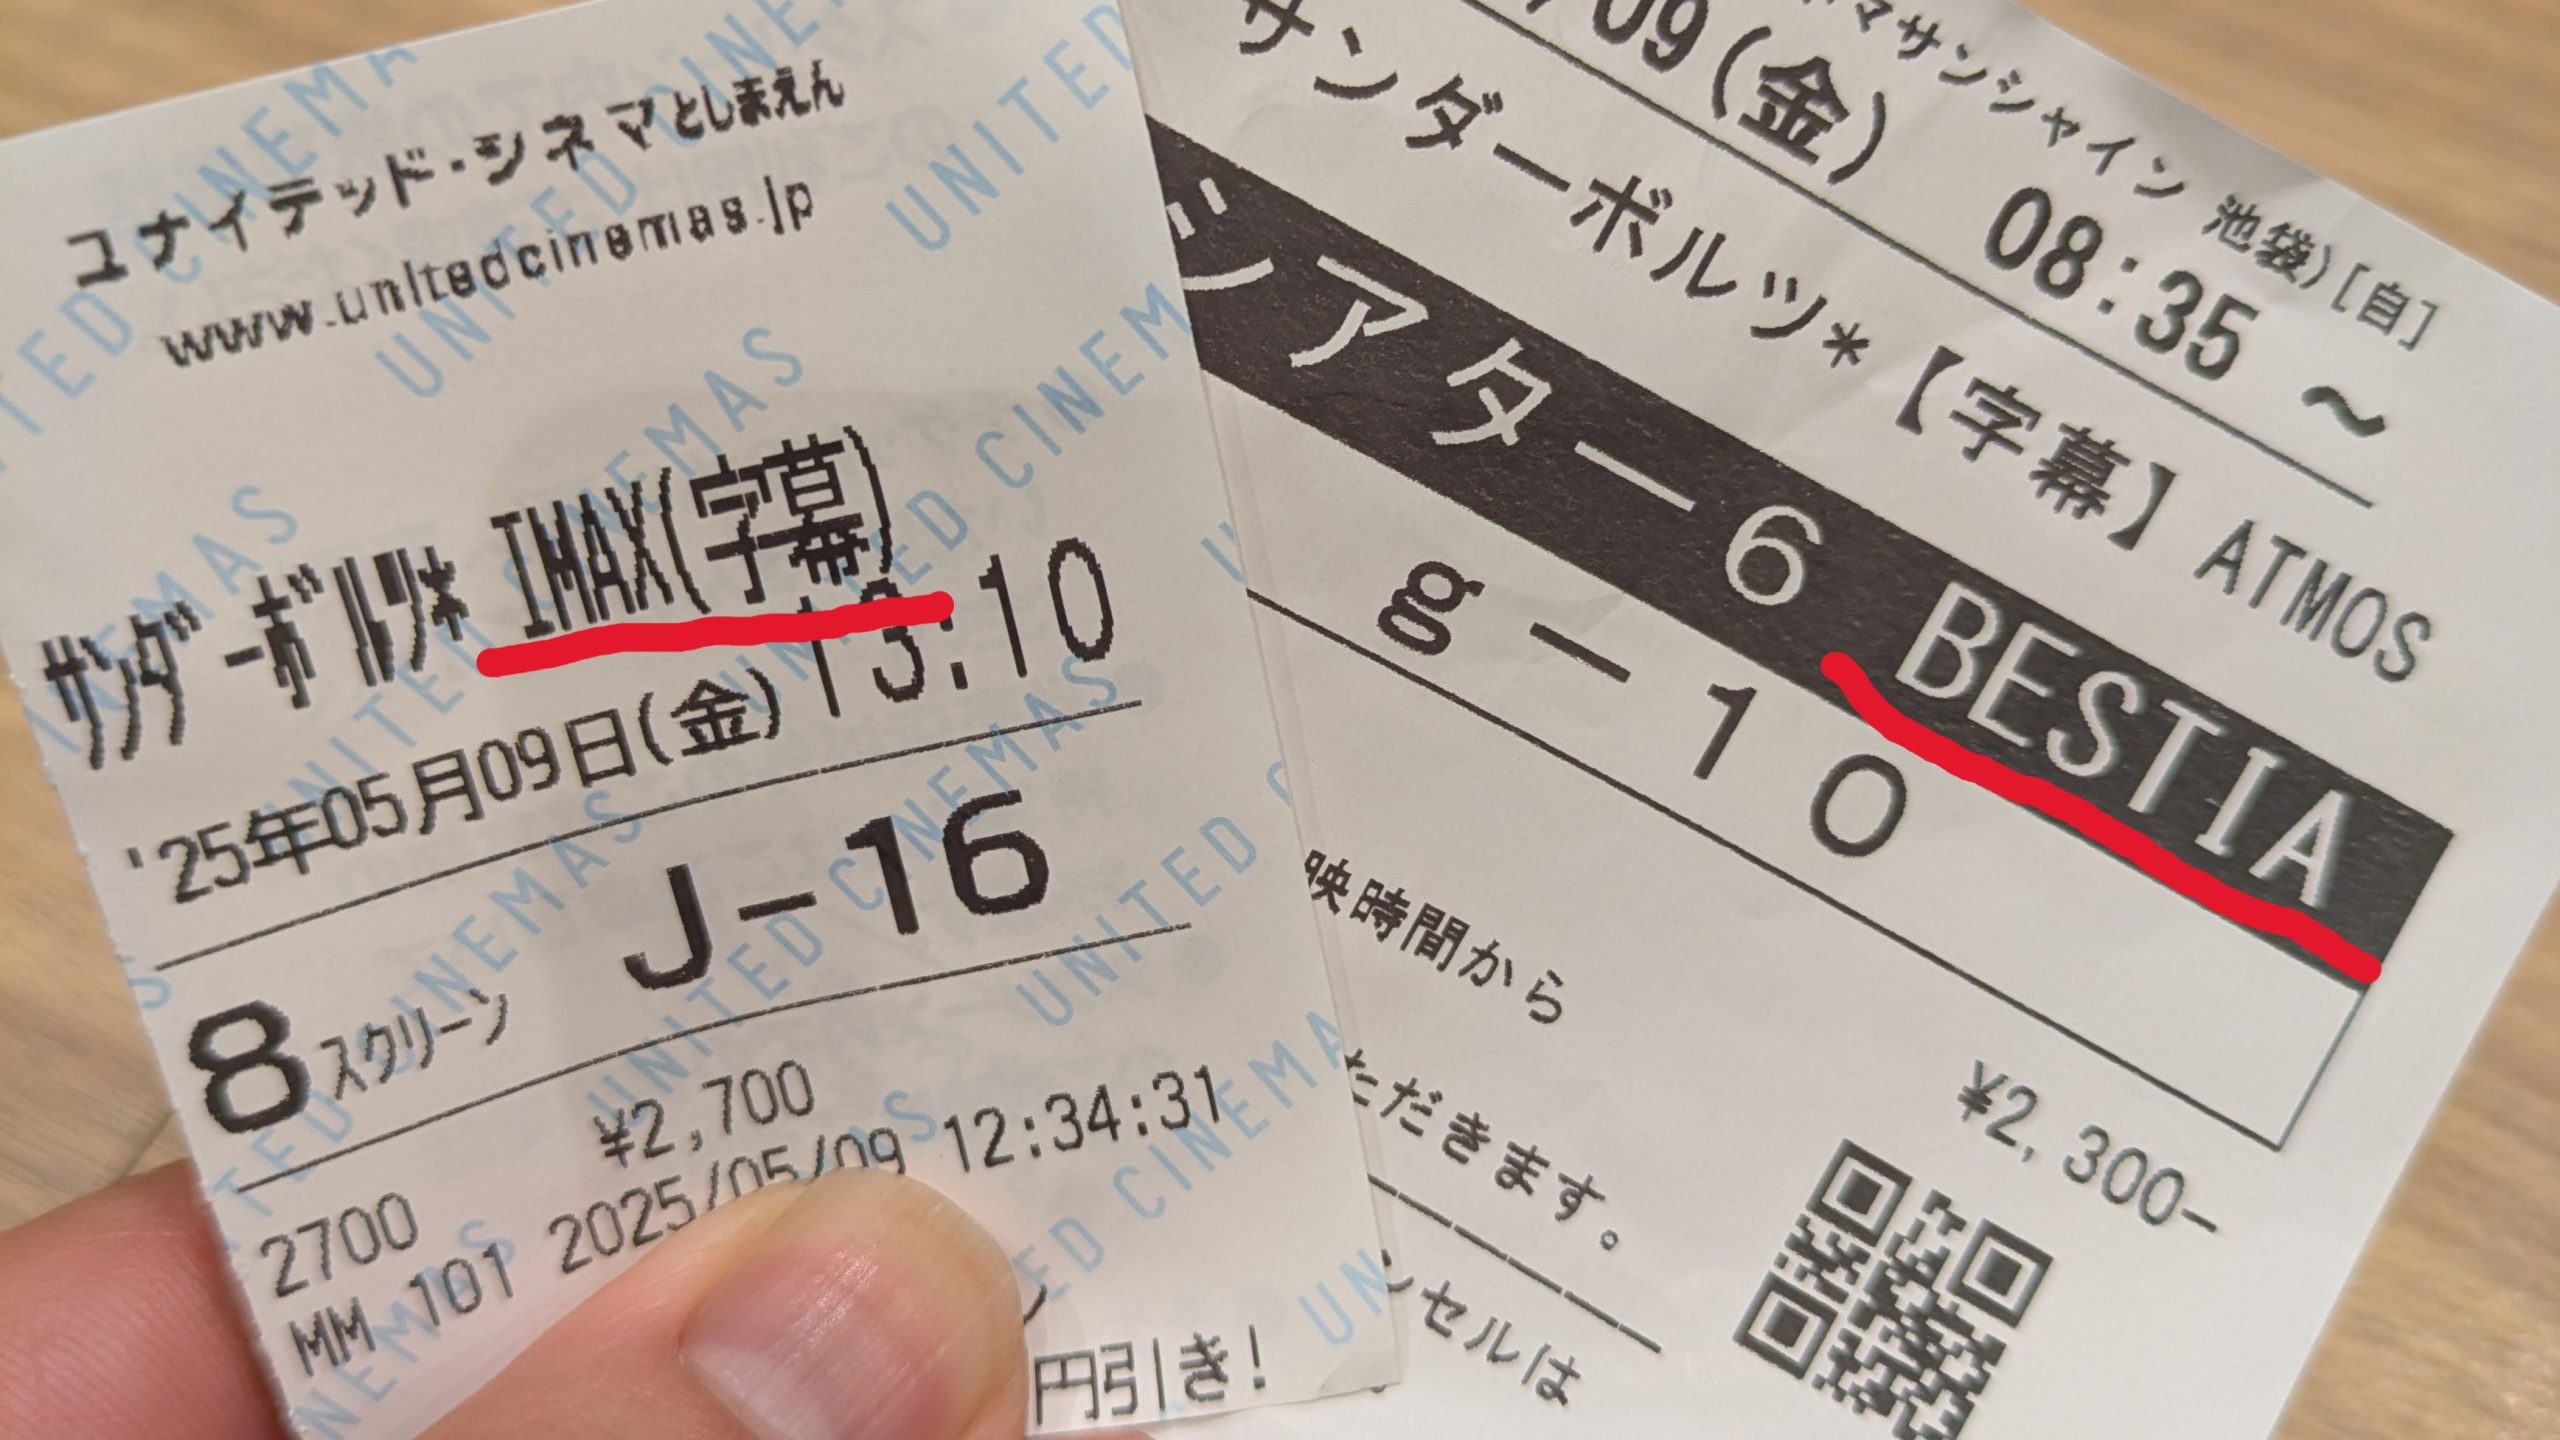 ユナイテッド・シネマとしまえん
www.unitedcinemas.jp
サンダーボルツ* IMAX(字幕)
'25年05月09日(金) 13:10
J-16
8スクリーン
¥2,700
2700
MM 101 2025/05/09 12:34:31
円引き!
マサンシャイン 池袋)[自]
/09(金) 08:35 ～
サンダーボルツ*【字幕】ATMOS
シアター6 BESTIA
g-10
映時間から
¥2,300-
ただきます。
ンセルは
UNITED CINEMAS